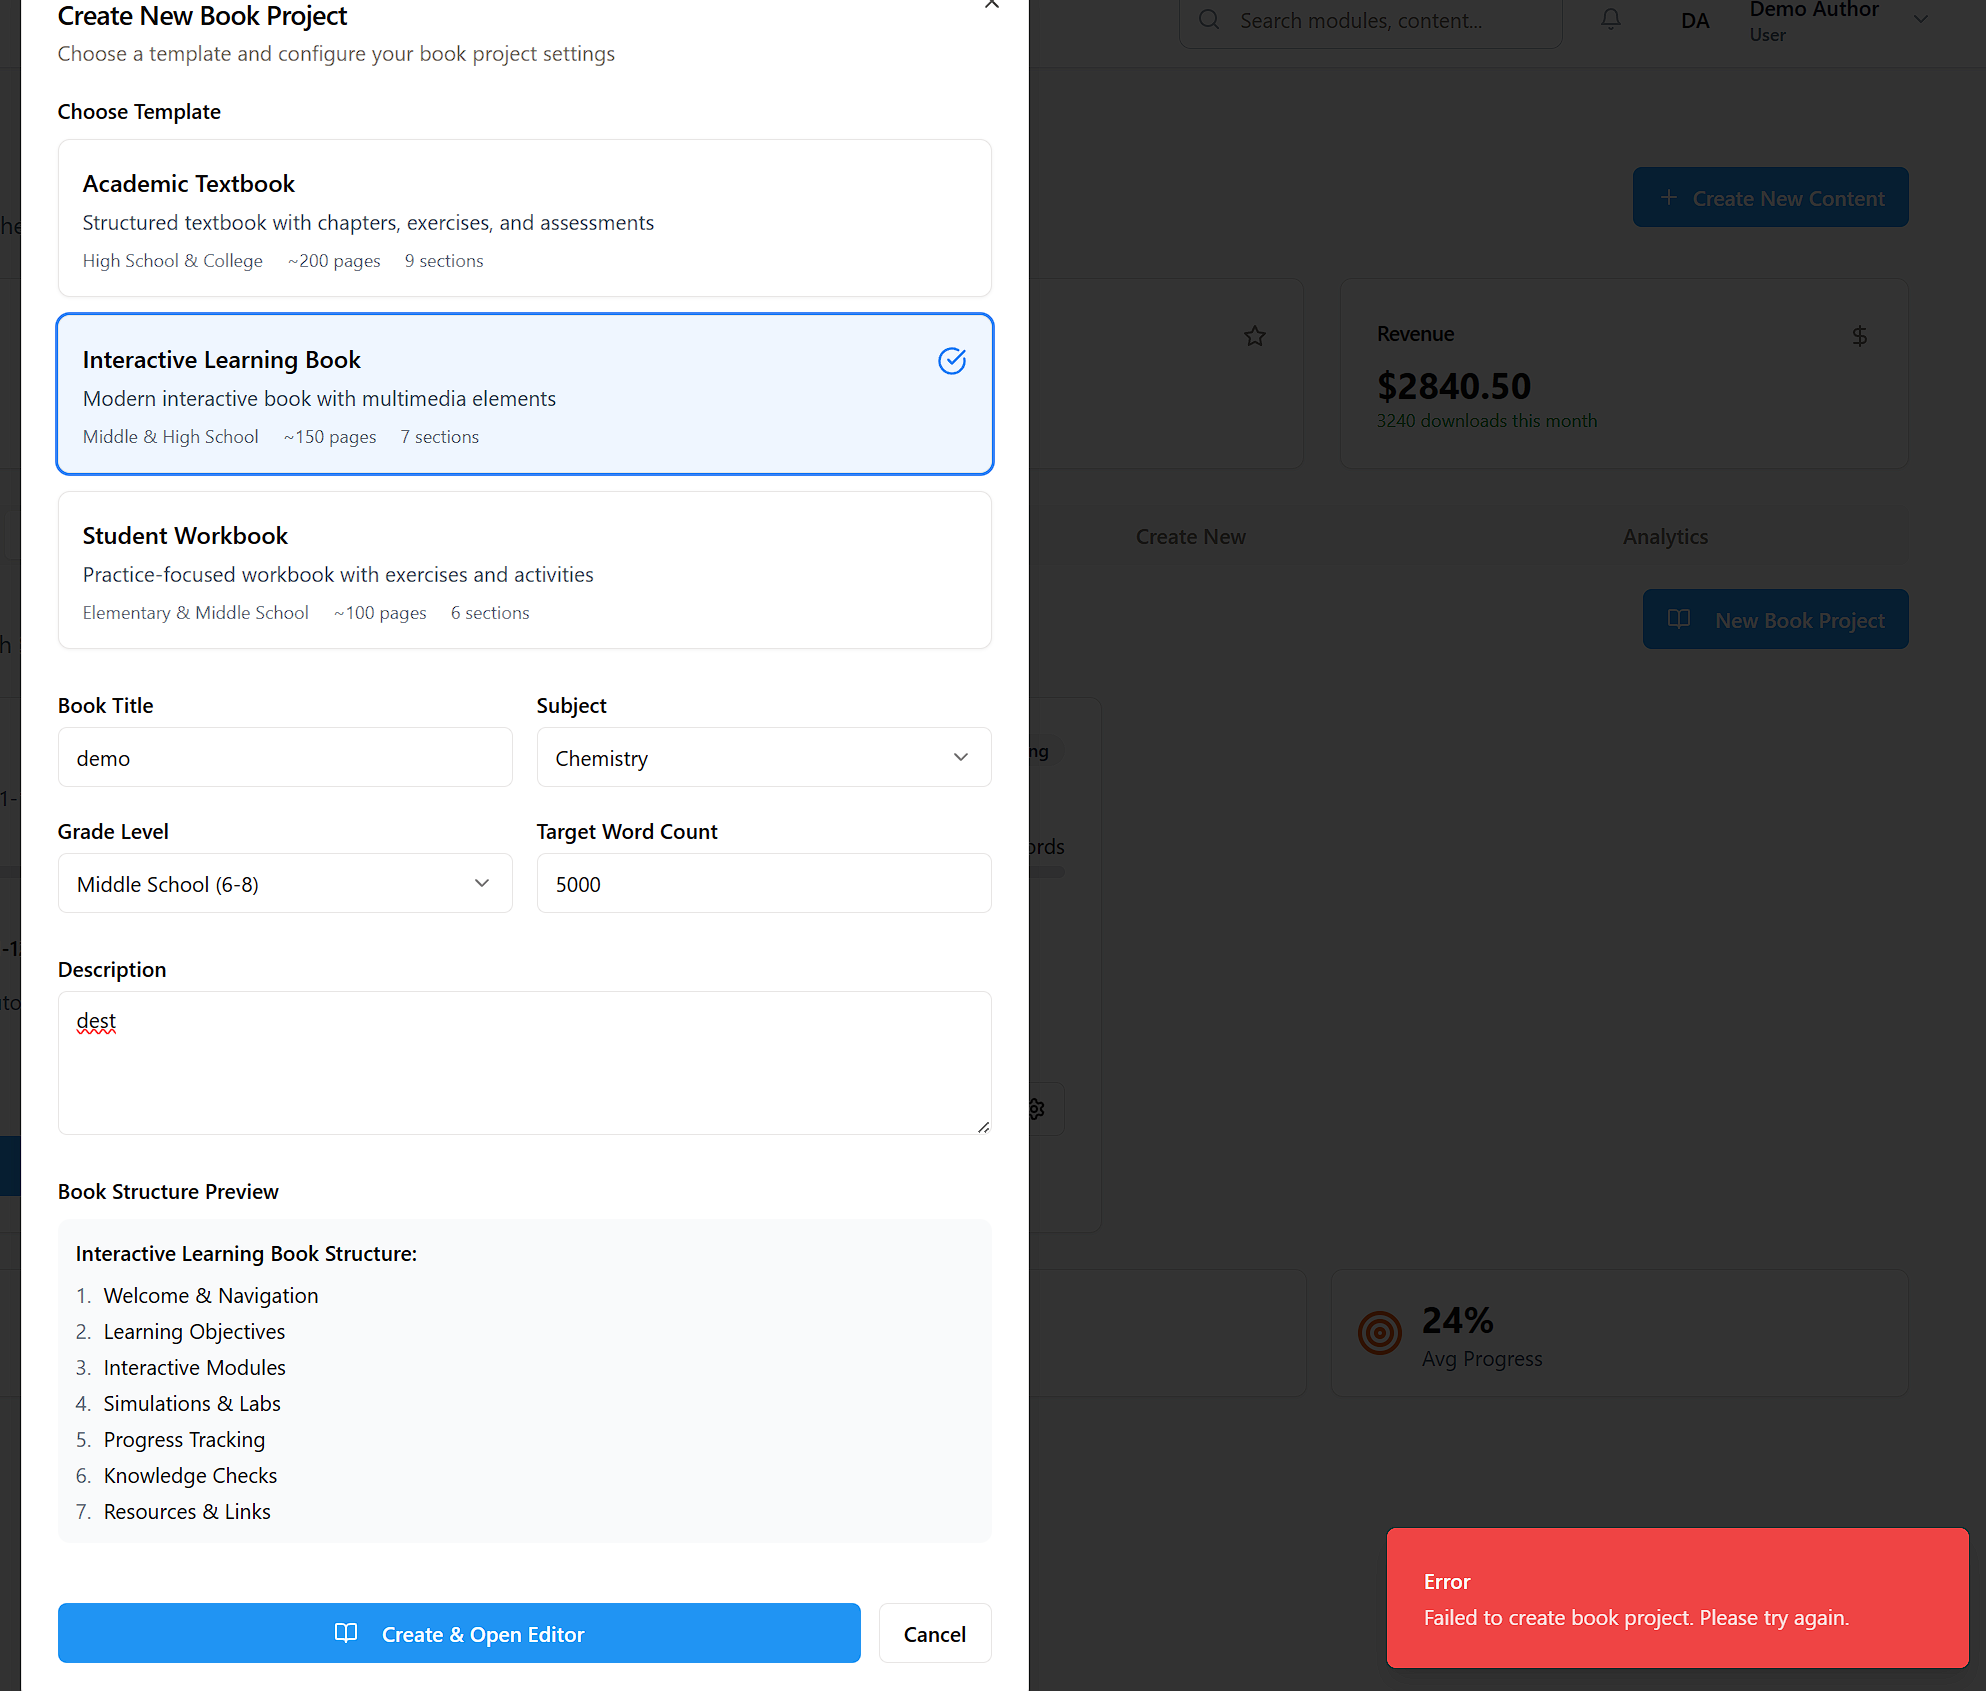 Create New Book Project
Choose a template and configure your book project settings
Choose Template
Academic Textbook
Structured textbook with chapters, exercises, and assessments
High School & College ~200 pages 9 sections
Interactive Learning Book
Modern interactive book with multimedia elements
Middle & High School ~150 pages 7 sections
Student Workbook
Practice-focused workbook with exercises and activities
Elementary & Middle School ~100 pages 6 sections
Book Title
Subject
demo
Chemistry
Grade Level
Target Word Count
Middle School (6-8)
5000
Description
dest
Book Structure Preview
Interactive Learning Book Structure:
1. Welcome & Navigation
2. Learning Objectives
3. Interactive Modules
4. Simulations & Labs
5. Progress Tracking
6. Knowledge Checks
7. Resources & Links
Create & Open Editor
Cancel
Search modules, content...
DA
Demo Author
User
Create New Content
Revenue
$
$2840.50
3240 downloads this month
Create New
Analytics
New Book Project
24%
Avg Progress
Error
Failed to create book project. Please try again.